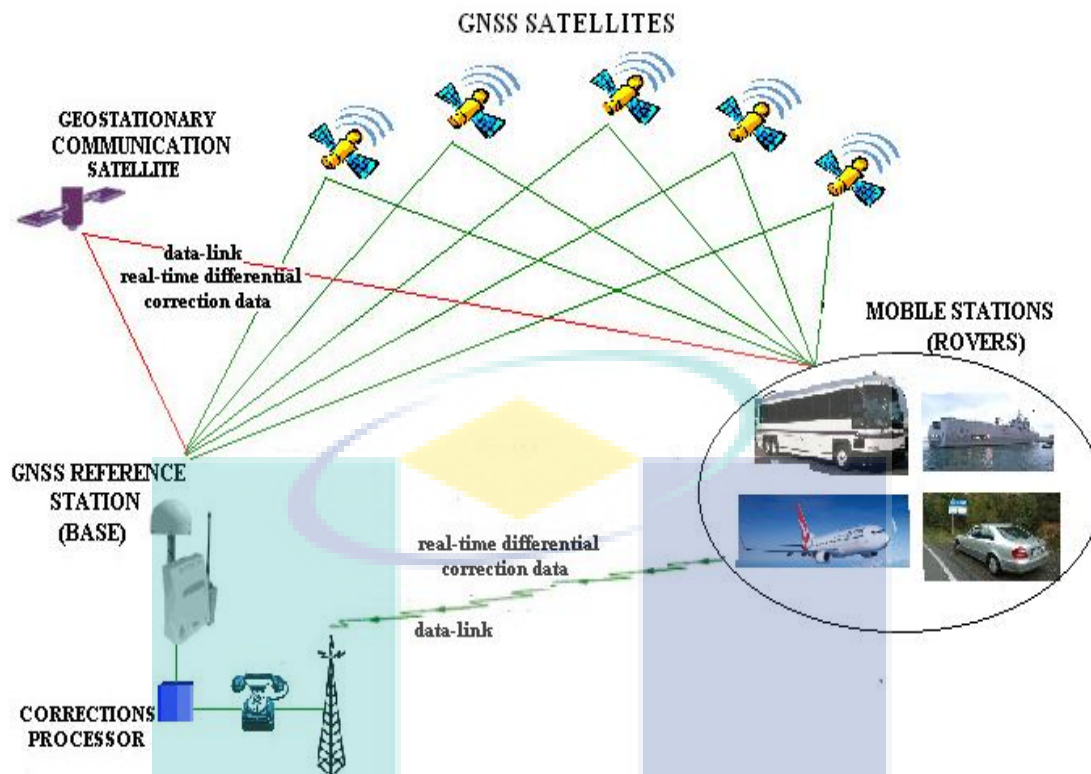 GNSS SATELLITES
GEOSTATIONARY
COMMUNICATION
SATELLITE
data-link
real-time differential
correction data
MOBILE STATIONS
(ROVERS)
GNSS REFERENCE
STATION
(BASE)
real-time differential
correction data
data-link
CORRECTIONS
PROCESSOR